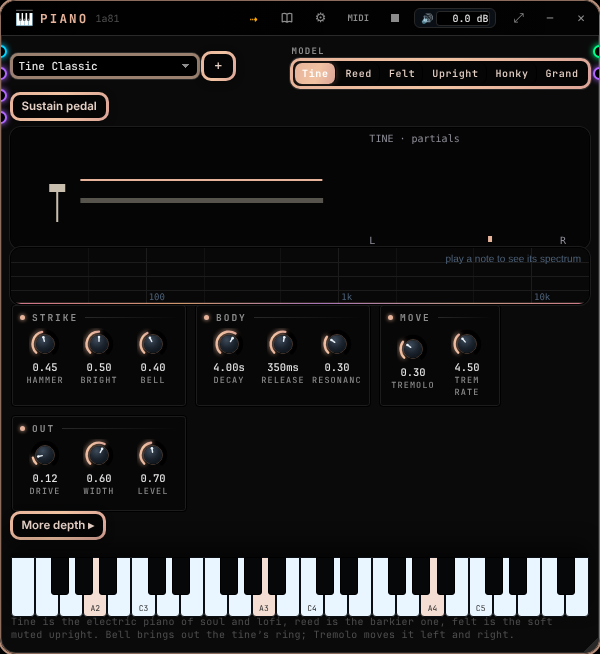 PIANO 1a81 MIDI 0.0 dB
MODEL
Tine Classic + Tine Reed Felt Upright Honky Grand
Sustain pedal
TINE · partials
L R
play a note to see its spectrum
100 1k 10k
STRIKE BODY MOVE
0.45 0.50 0.40 4.00s 350ms 0.30 0.30 4.50
HAMMER BRIGHT BELL DECAY RELEASE RESONANC TREMOLO TREM
RATE
OUT
0.12 0.60 0.70
DRIVE WIDTH LEVEL
More depth ▸
A2 C3 A3 C4 A4 C5
Tine is the electric piano of soul and lofi, reed is the barkier one, felt is the soft
muted upright. Bell brings out the tine's ring; Tremolo moves it left and right.